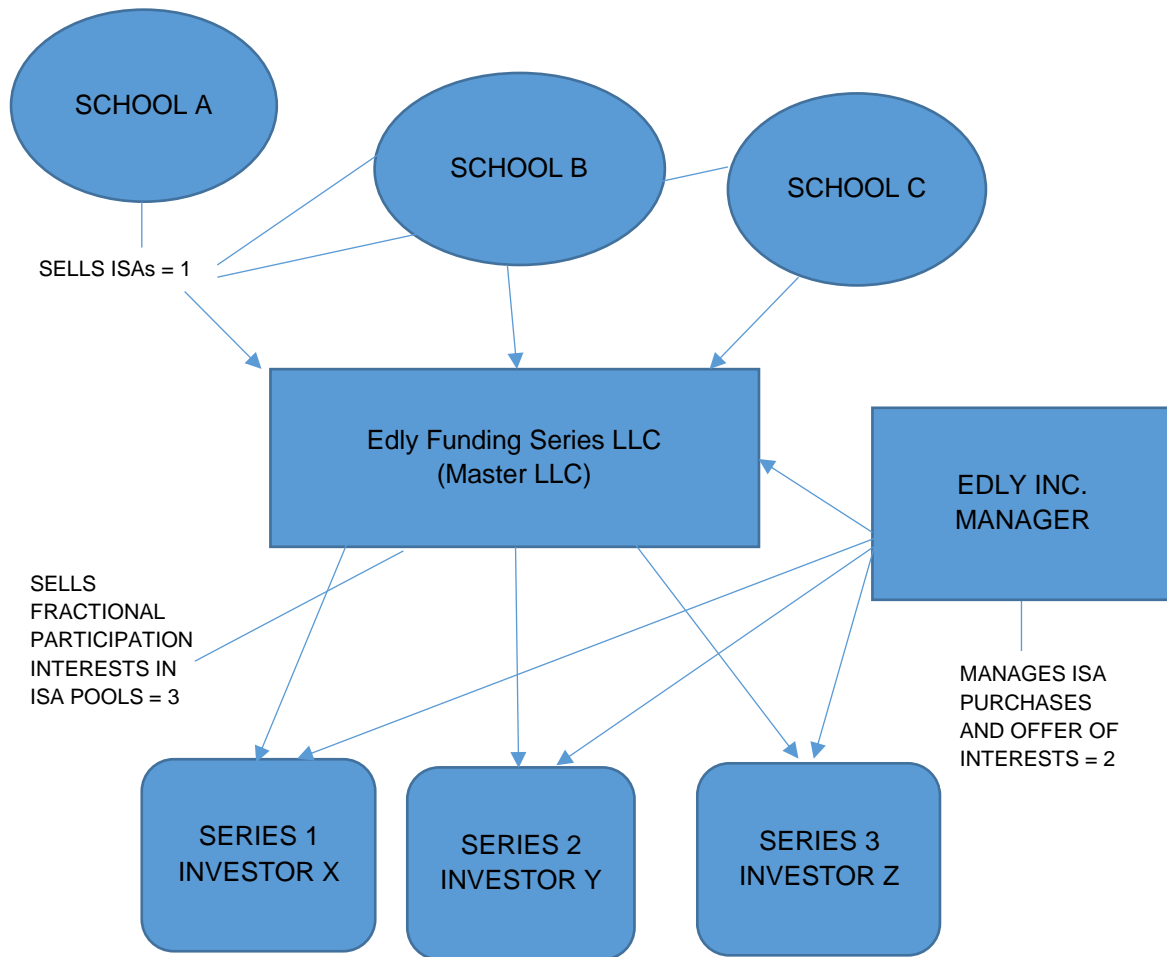 SCHOOL A
SCHOOL B
SCHOOL C
SELLS ISAs = 1
Edly Funding Series LLC
(Master LLC)
EDLY INC.
MANAGER
SELLS
FRACTIONAL
PARTICIPATION
INTERESTS IN
ISA POOLS = 3
MANAGES ISA
PURCHASES
AND OFFER OF
INTERESTS = 2
SERIES 1
INVESTOR X
SERIES 2
INVESTOR Y
SERIES 3
INVESTOR Z